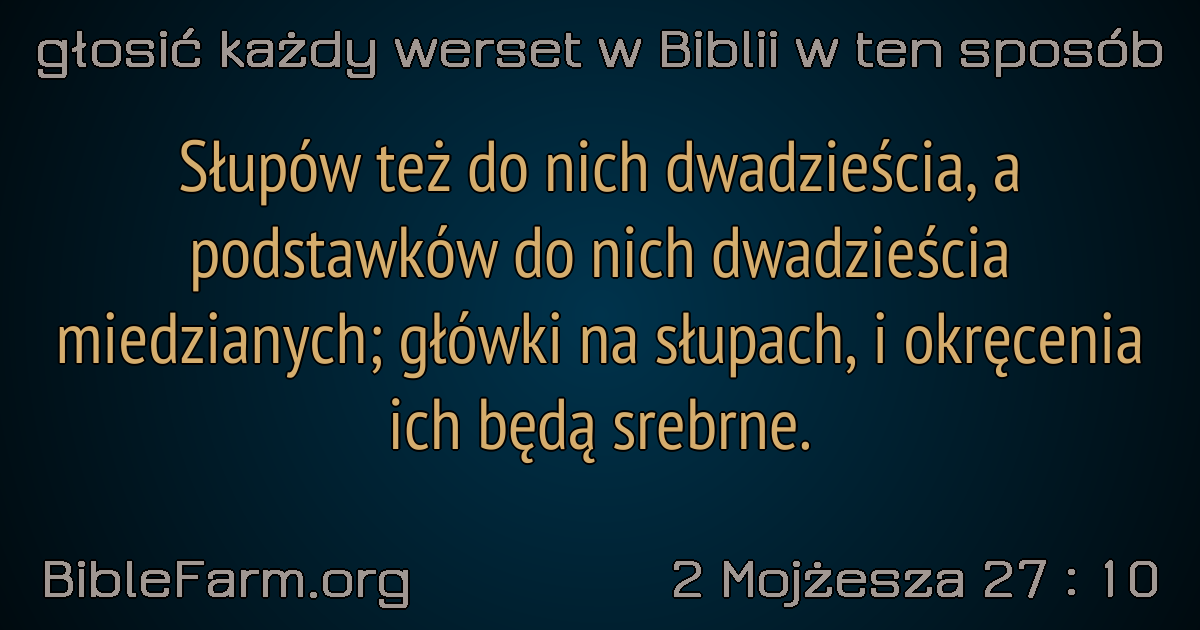 głosić każdy werset w Biblii w ten sposób
Słupów też do nich dwadzieścia, a
podstawków do nich dwadzieścia
miedzianych; główki na słupach, i okręcenia
ich będą srebrne.
BibleFarm.org
2 Mojżesza 27 : 10